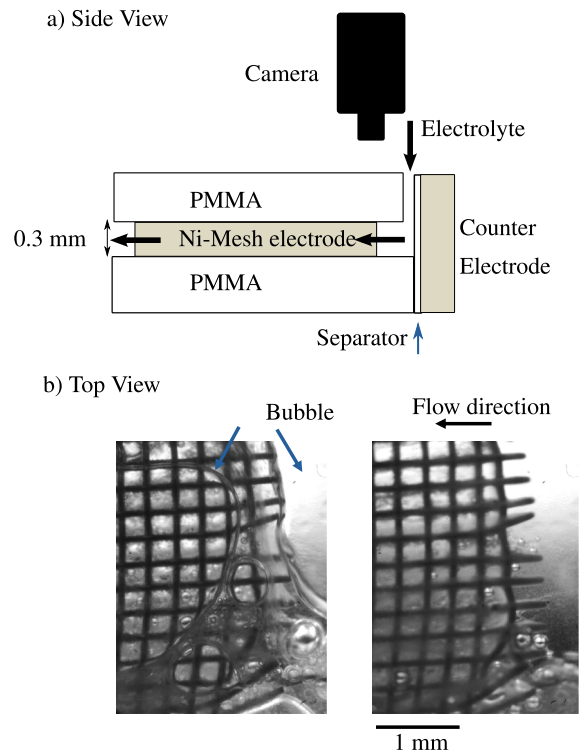 a) Side View
Camera
Electrolyte
PMMA
0.3 mm
Ni-Mesh electrode
Counter
Electrode
PMMA
Separator
b) Top View
Bubble
Flow direction
1 mm